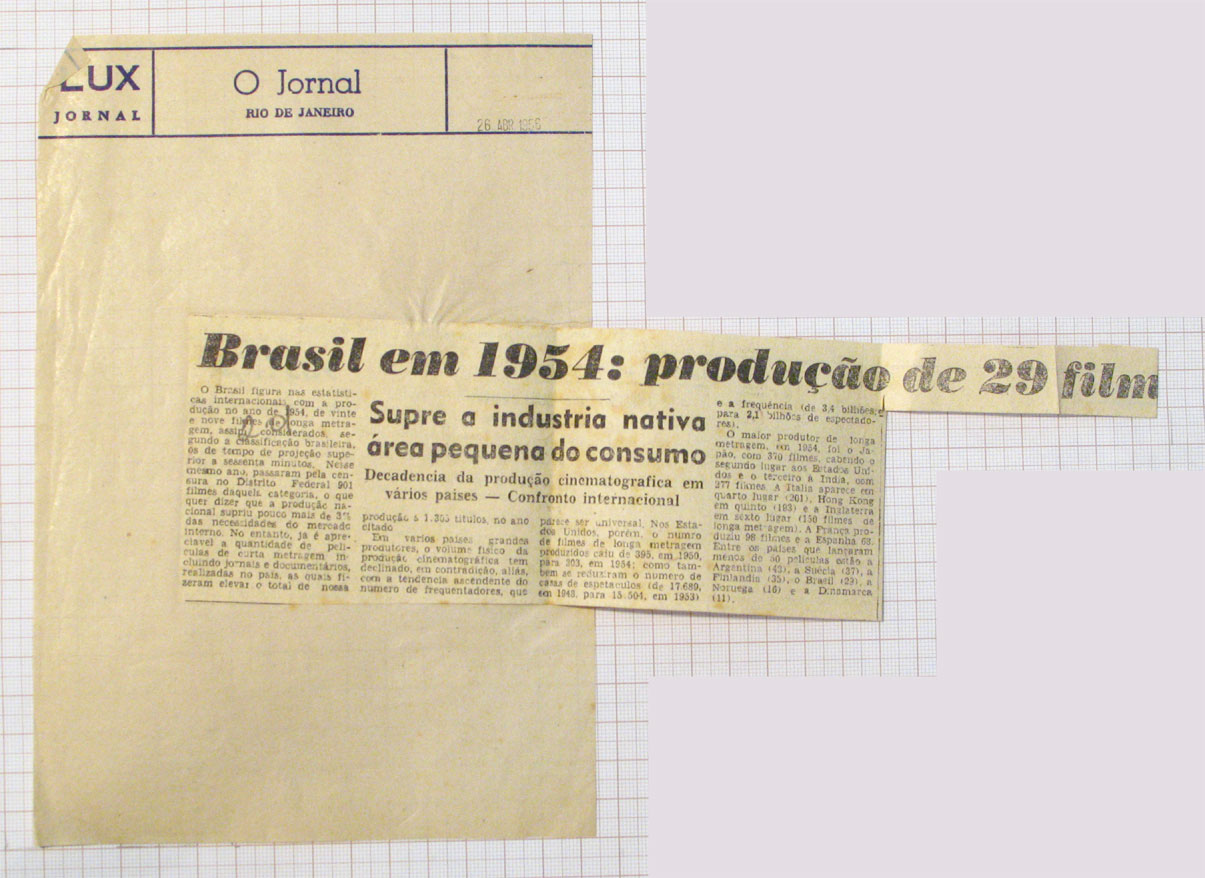 LUX
JORNAL
O Jornal
RIO DE JANEIRO
26 ABR 1956
Brasil em 1954: produção de 29 film
O Brasil figura nas estatisti-
cas internacionais com a pro-
dução no ano de 1954, de vinte
e nove filmes de longa metra-
gem, assim considerados, se-
gundo a classificação brasileira,
os de tempo de projeção supe-
rior a sessenta minutos. Nesse
mesmo ano, passaram pela cen-
sura no Distrito Federal 901
filmes daquela categoria, o que
quer dizer que a produção na-
cional supriu pouco mais de 3%
das necessidades do mercado
interno. No entanto, já é apre-
ciavel a quantidade de pelí-
culas de curta metragem in-
cluindo jornais e documentários,
realizadas no país, as quais fi-
zeram elevar o total de nossa
Supre a industria nativa
área pequena do consumo
Decadencia da produção cinematografica em
vários paises — Confronto internacional
produção a títulos, no ano
citado
Em varios países grandes
produtores, o volume fisico da
produção cinematográfica tem
declinado, em contradição, aliás,
com a tendencia ascendente do
numero de frequentadores, que
parece ser universal. Nos Esta-
dos Unidos, porém, o numro
de filmes de longa metragem
produzidos caiu de 395, em 1950,
para 303, em 1954; como tam-
bém se reduziram o numero de
casas de espetaculos (de 17.689,
em 1948, para 15.504, em 1953)
e a frequência (de 3,4 bilhões
para 2,1 bilhões de espectado-
res).
O maior produtor de longa
metragem, em 1954, foi o Ja-
pão, com 370 filmes, cabendo o
segundo lugar aos Estados Uni-
dos e o terceiro a India, com
277 filmes. A Italia aparece em
quarto lugar (201), Hong Kong
em quinto (193) e a Inglaterra
em sexto lugar (150 filmes de
longa metragem). A França pro-
duziu 98 filmes e a Espanha 68.
Entre os países que lançaram
menos de 50 películas estão a
Argentina (43), a Suécia (37), a
Finlandia (35), o Brasil (29), a
Noruega (16) e a Dinamarca
(11).